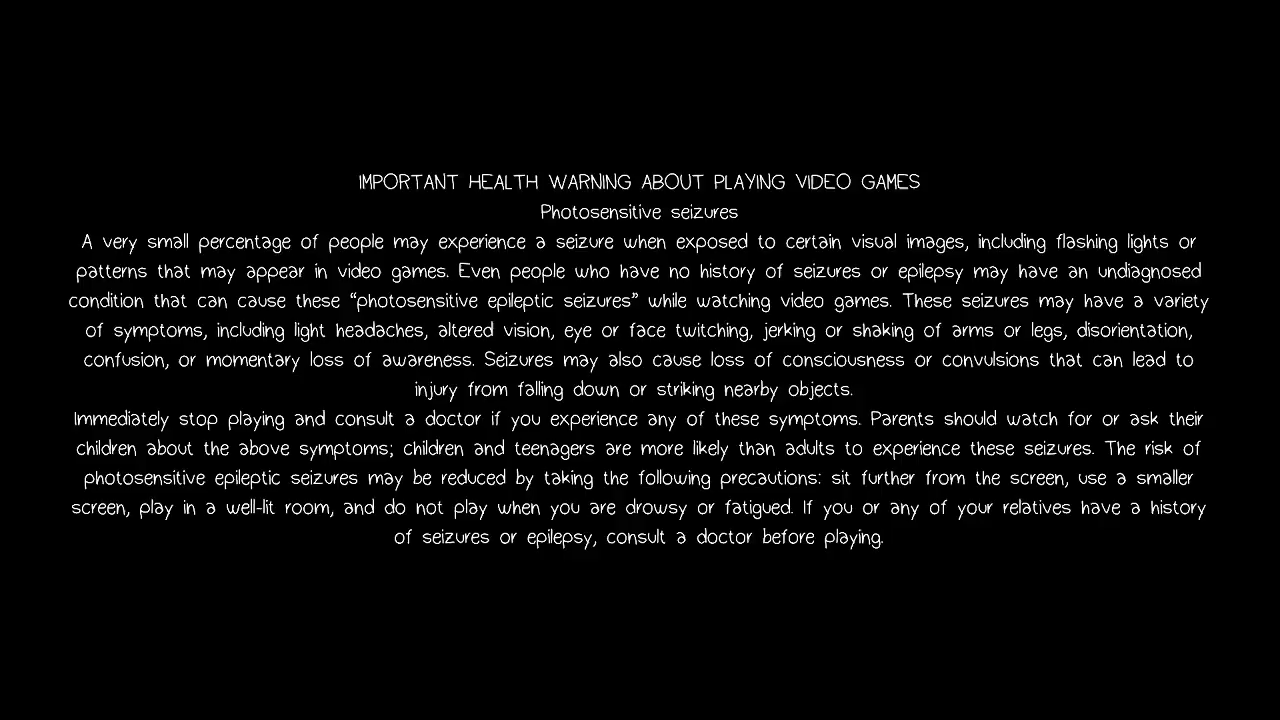 IMPORTANT HEALTH WARNING ABOUT PLAYING VIDEO GAMES
Photosensitive seizures
A very small percentage of people may experience a seizure when exposed to certain visual images, including flashing lights or
patterns that may appear in video games. Even people who have no history of seizures or epilepsy may have an undiagnosed
condition that can cause these “photosensitive epileptic seizures” while watching video games. These seizures may have a variety
of symptoms, including light headaches, altered vision, eye or face twitching, jerking or shaking of arms or legs, disorientation,
confusion, or momentary loss of awareness. Seizures may also cause loss of consciousness or convulsions that can lead to
injury from falling down or striking nearby objects.
Immediately stop playing and consult a doctor if you experience any of these symptoms. Parents should watch for or ask their
children about the above symptoms; children and teenagers are more likely than adults to experience these seizures. The risk of
photosensitive epileptic seizures may be reduced by taking the following precautions: sit further from the screen, use a smaller
screen, play in a well-lit room, and do not play when you are drowsy or fatigued. If you or any of your relatives have a history
of seizures or epilepsy, consult a doctor before playing.